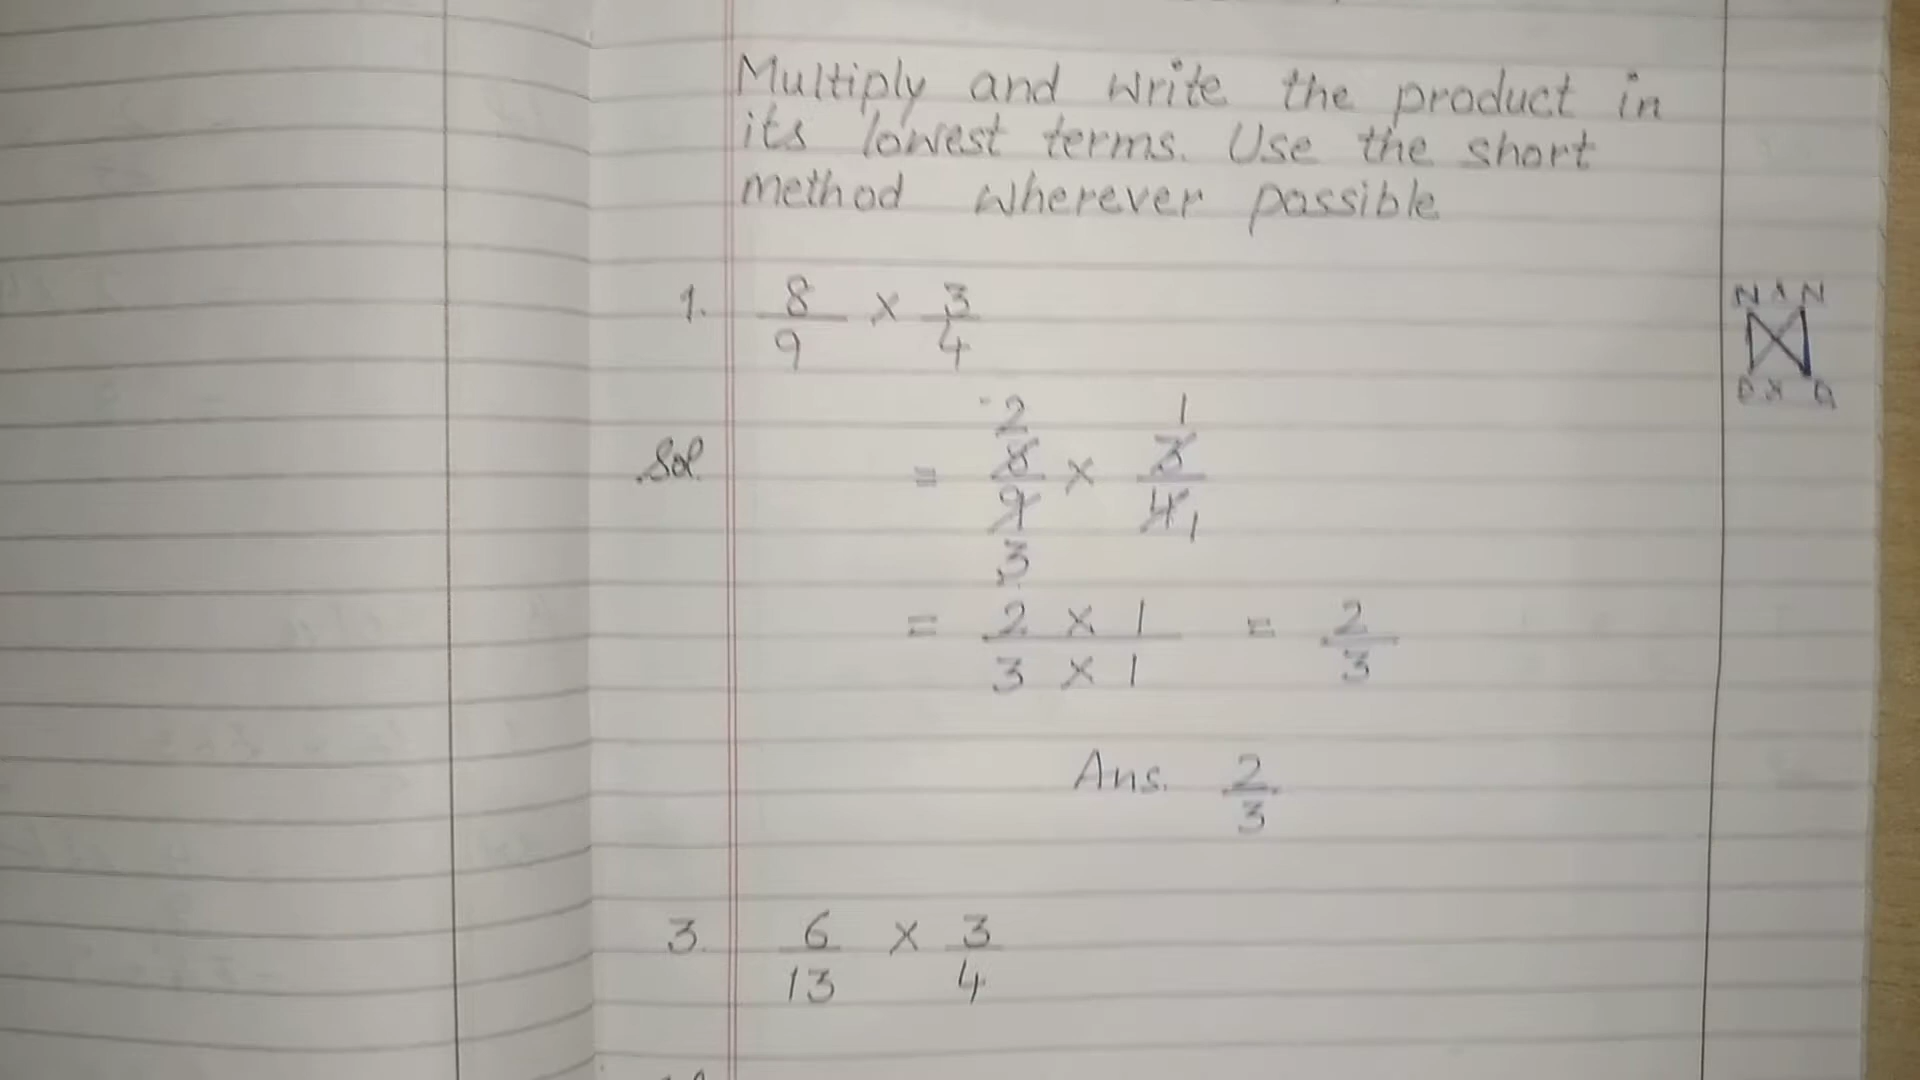 Multiply and write the product in
its lowest terms. Use the short
method wherever possible
1. 8/9 × 3/4
N × N
D × D
2 1
Sol. = 8/9 × 3/4
3 1
= 2 × 1 / 3 × 1 = 2/3
Ans. 2/3
3. 6/13 × 3/4